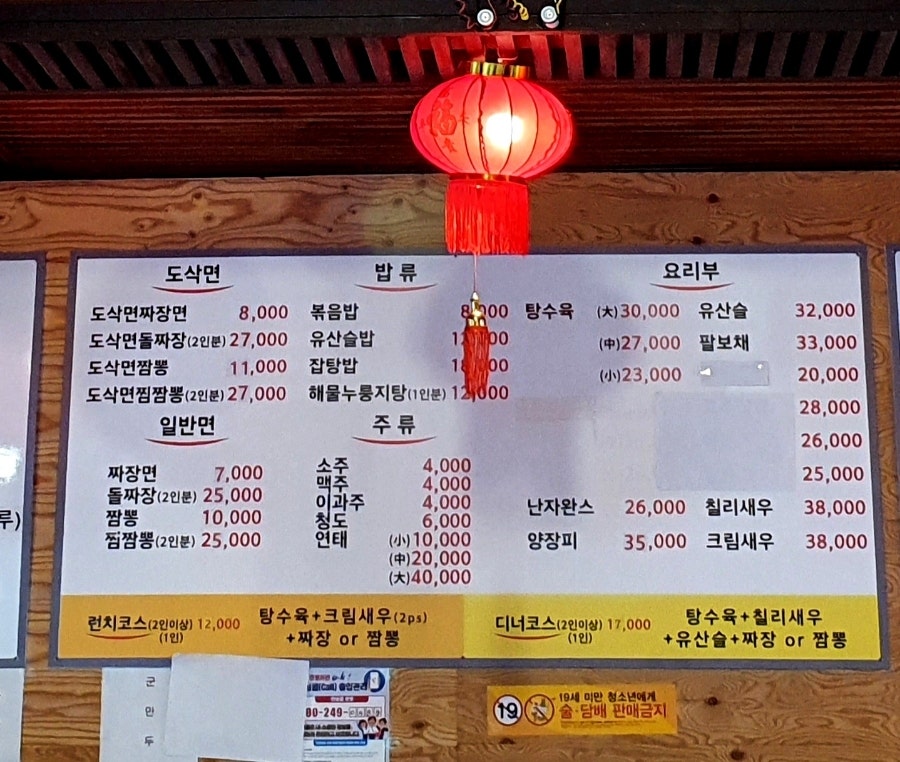 福
도삭면
도삭면짜장면 8,000
도삭면돌짜장(2인분) 27,000
도삭면짬뽕 11,000
도삭면찜짬뽕(2인분) 27,000
일반면
짜장면 7,000
돌짜장(2인분) 25,000
짬뽕 10,000
찜짬뽕(2인분) 25,000
밥 류
볶음밥
유산슬밥
잡탕밥
해물누룽지탕(1인분) 12,000
주 류
소주 4,000
맥주 4,000
이과주 4,000
청도 6,000
연태 (小)10,000
(中)20,000
(大)40,000
요리부
탕수육 (大)30,000 유산슬 32,000
(中)27,000 팔보채 33,000
(小)23,000 20,000
28,000
26,000
25,000
난자완스 26,000 칠리새우 38,000
양장피 35,000 크림새우 38,000
런치코스(2인이상) 12,000
(1인)
탕수육+크림새우(2ps)
+짜장 or 짬뽕
디너코스(2인이상) 17,000
(1인)
탕수육+칠리새우
+유산슬+짜장 or 짬뽕
루)
군
만
두
출입관리
19
19세 미만 청소년에게
술·담배 판매금지